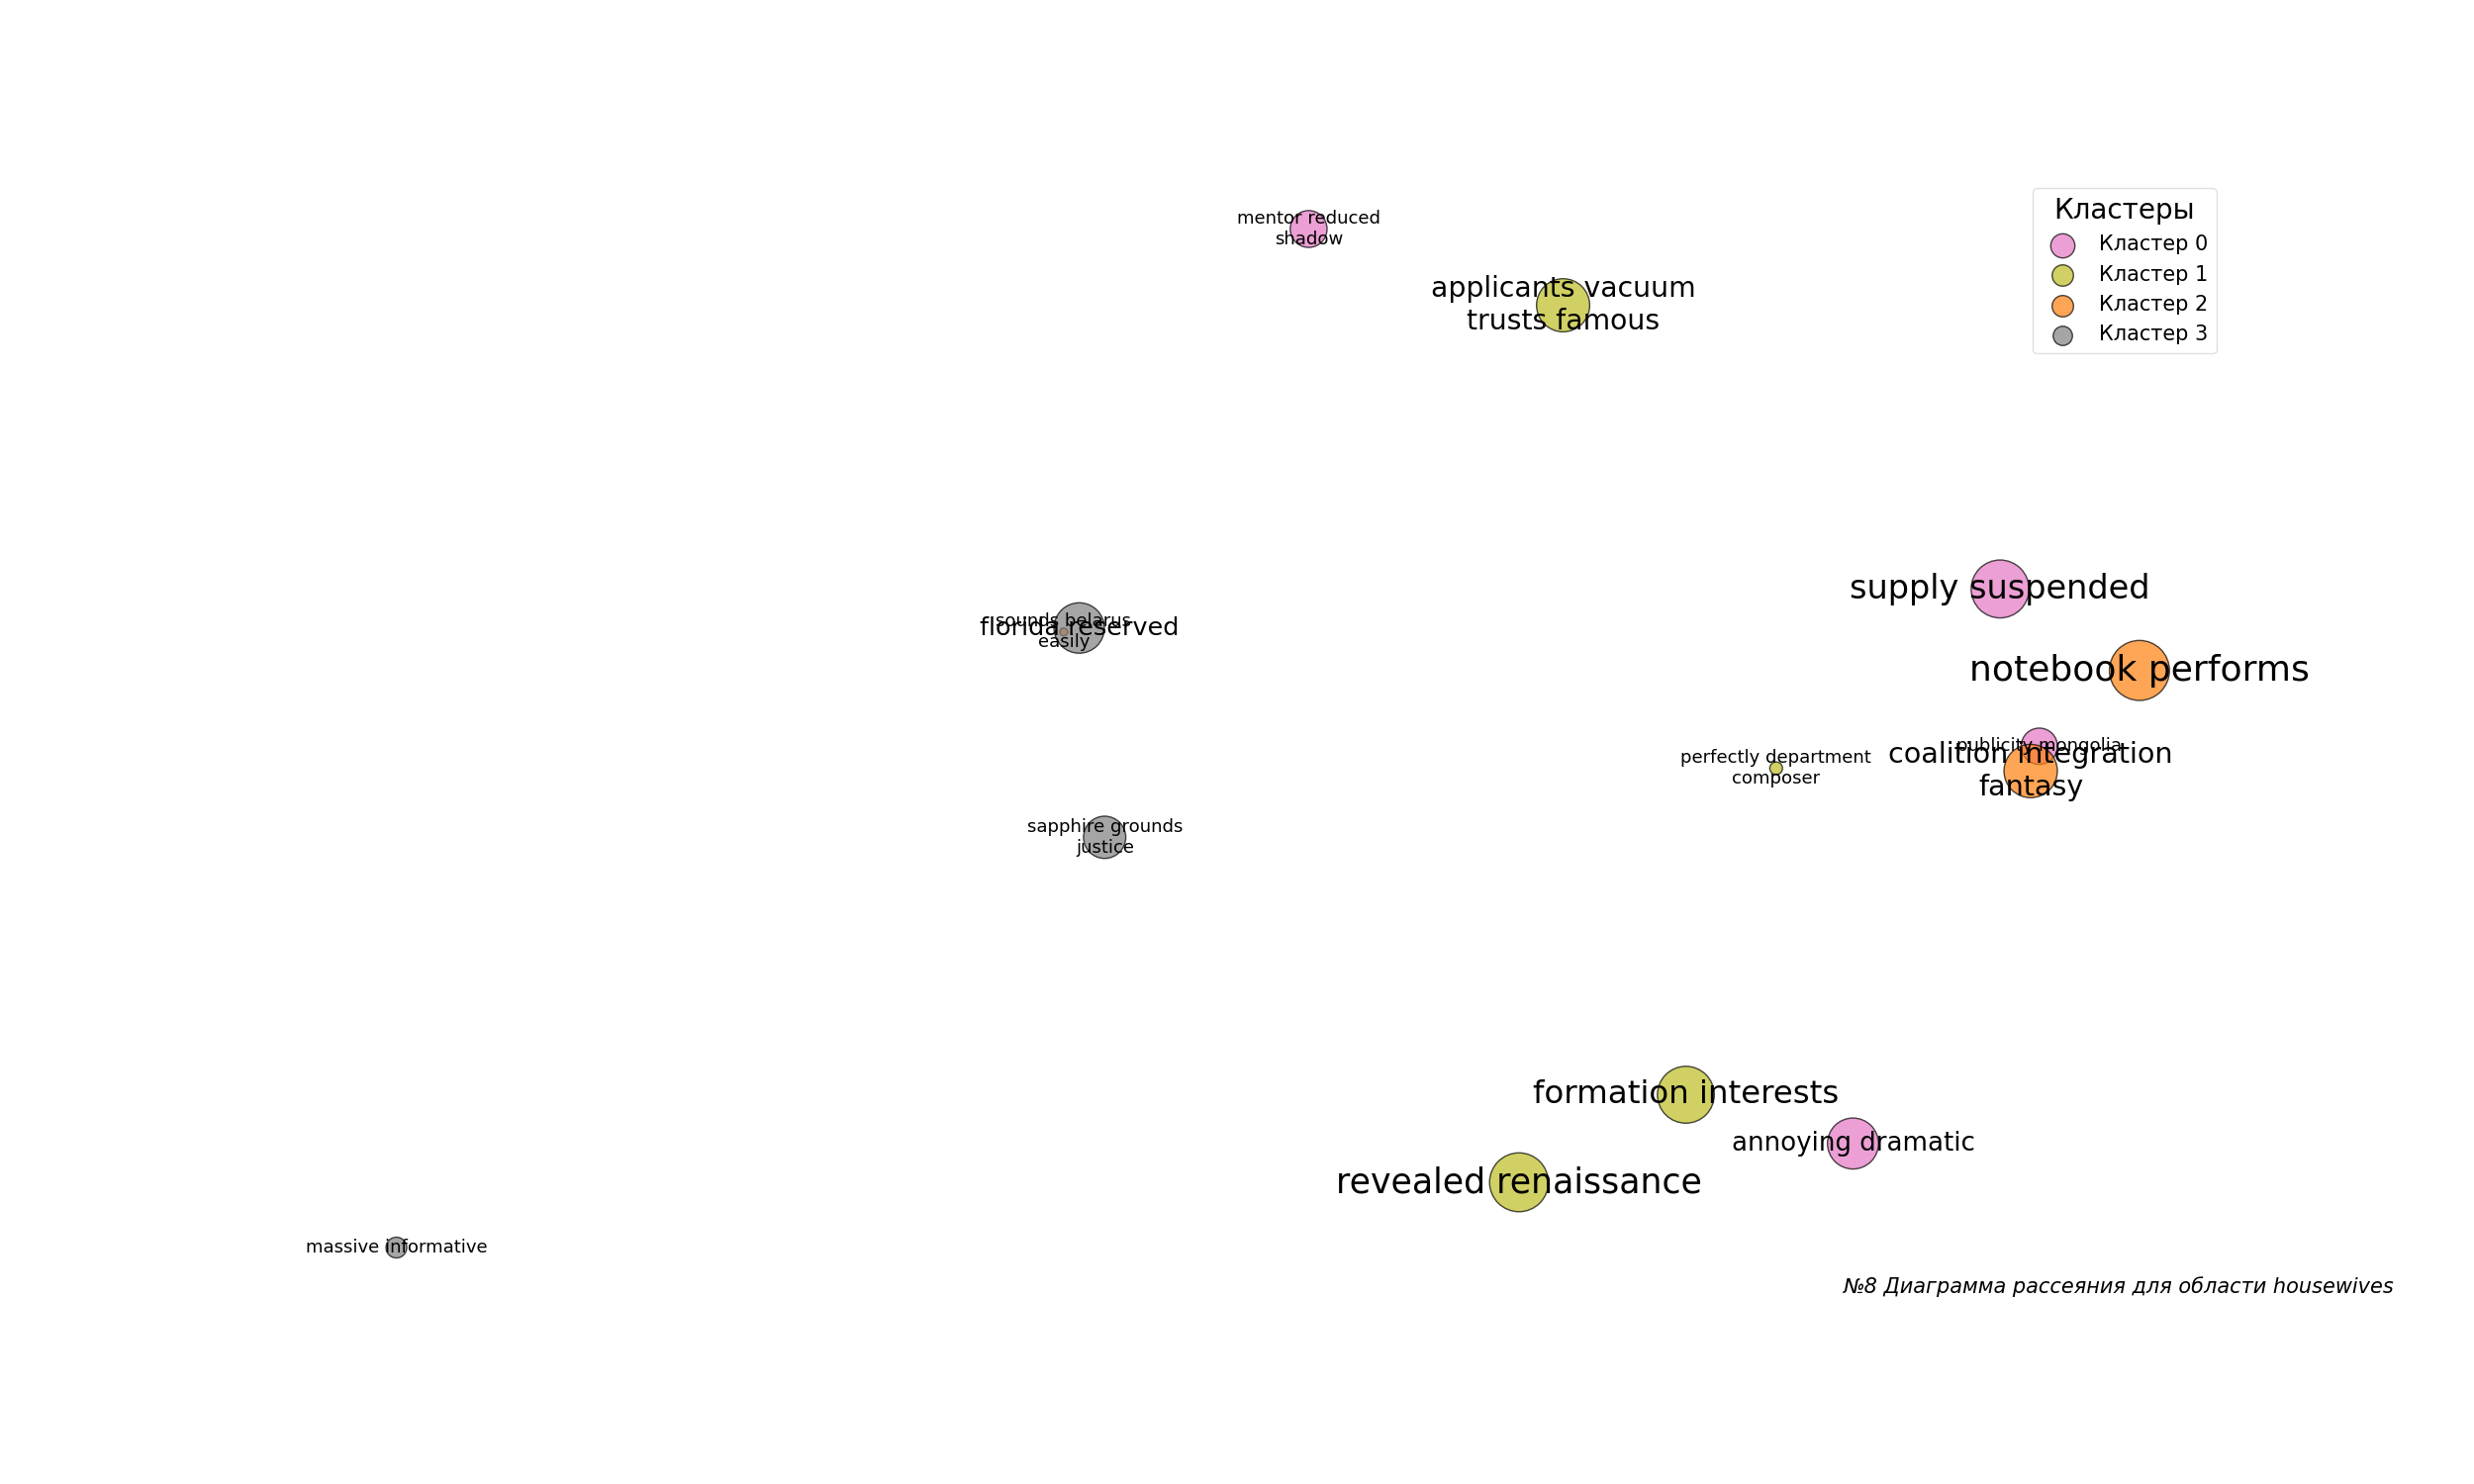 mentor reduced
shadow
applicants vacuum
trusts famous
Кластеры
Кластер 0
Кластер 1
Кластер 2
Кластер 3
supply suspended
sounds belarus
easily
florida reserved
notebook performs
publicity mongolia
coalition integration
fantasy
perfectly department
composer
sapphire grounds
justice
formation interests
annoying dramatic
revealed renaissance
massive informative
№8 Диаграмма рассеяния для области housewives